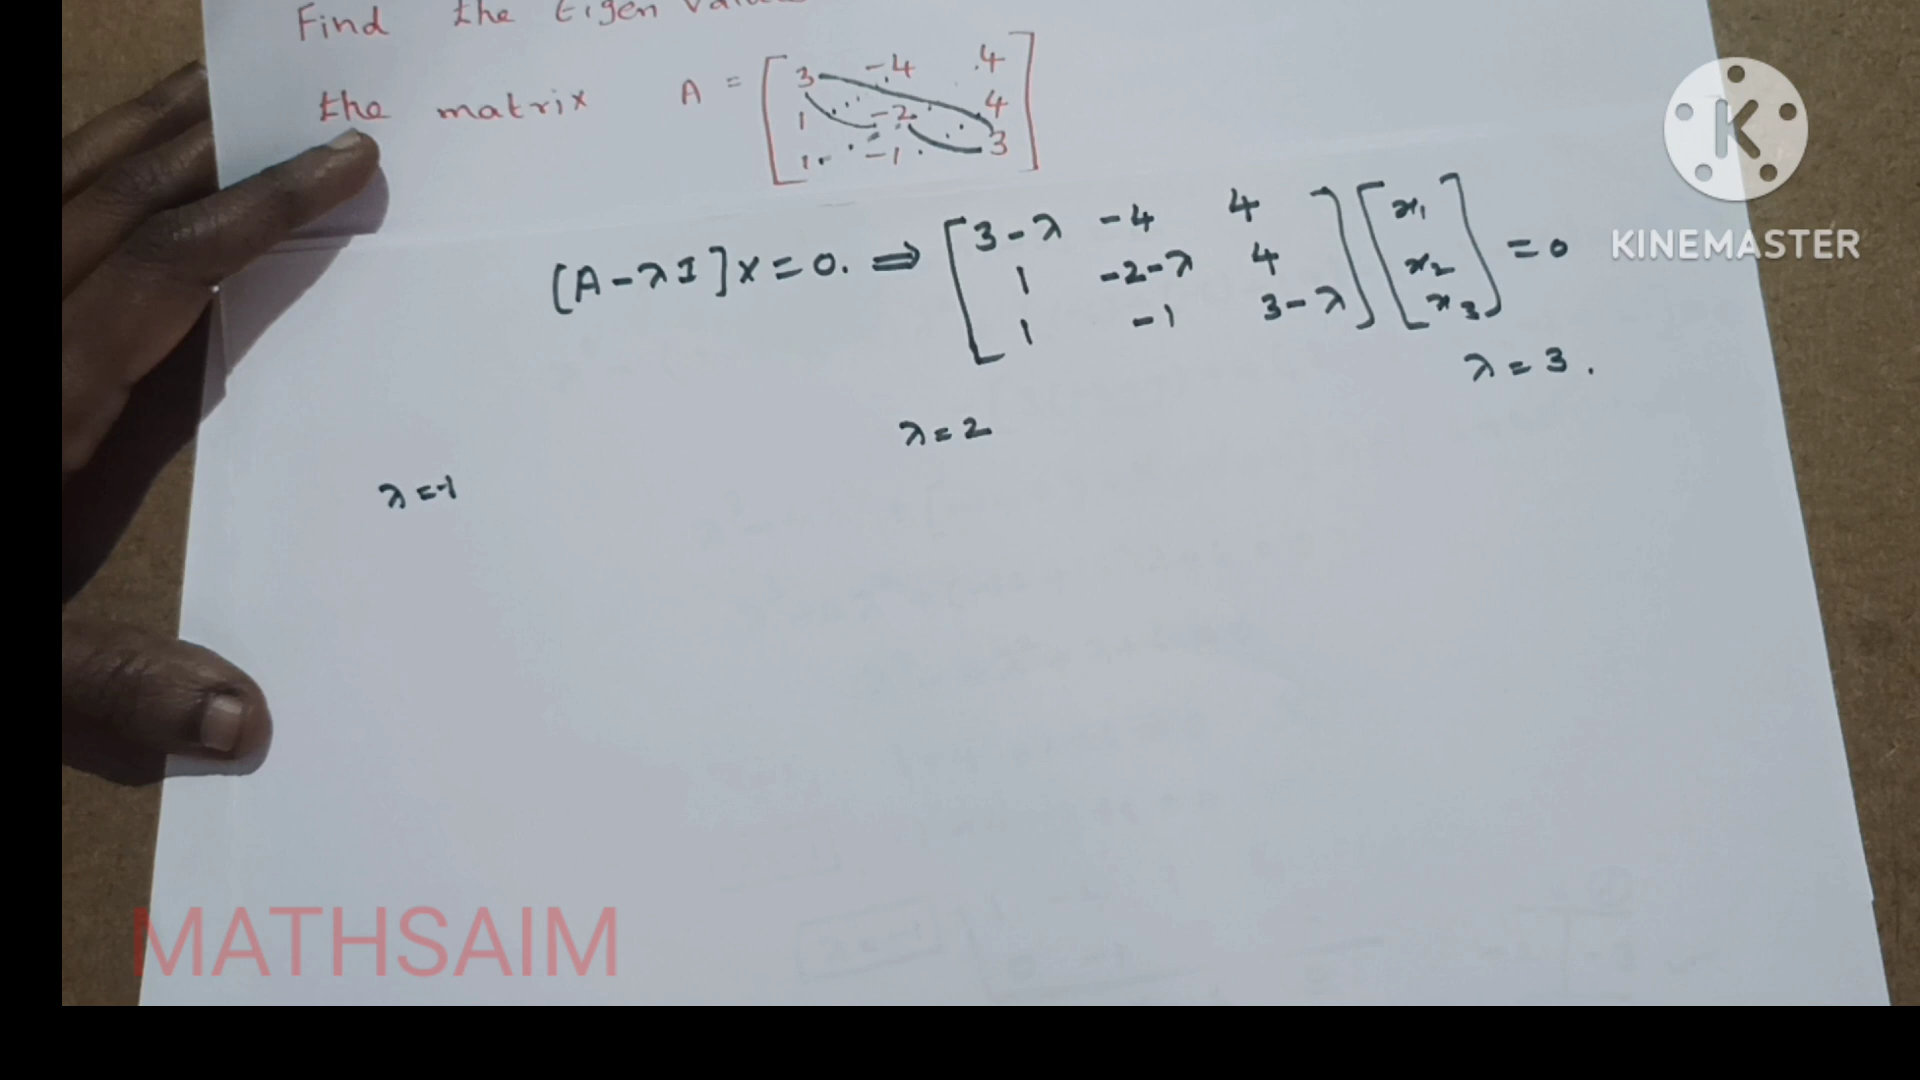 Find the Eigen
the matrix A = [3 -4 4
1 -2 4
1 -1 3]
[A-λI]x=0. ⇒ [3-λ -4 4
1 -2-λ 4
1 -1 3-λ] [x₁
x₂
x₃] = 0
λ = 3.
λ = 2
λ = -1
K
KINEMASTER
MATHSAIM